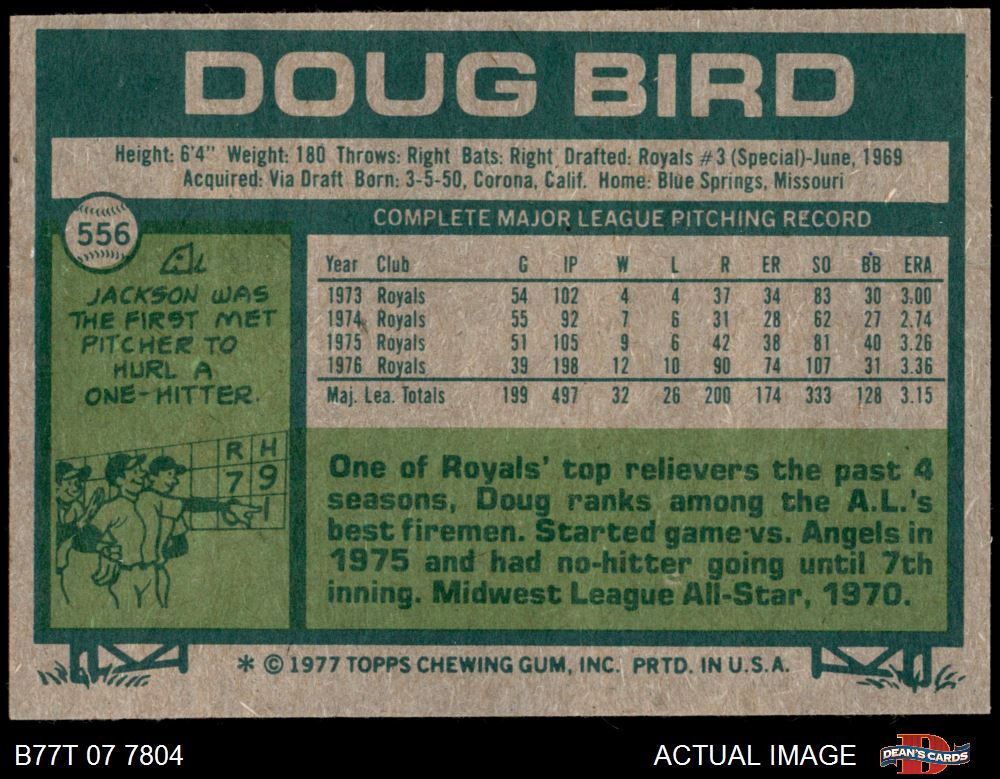 DOUG BIRD
Height: 6'4" Weight: 180 Throws: Right Bats: Right Drafted: Royals #3 (Special)-June, 1969
Acquired: Via Draft Born: 3-5-50, Corona, Calif. Home: Blue Springs, Missouri
556
COMPLETE MAJOR LEAGUE PITCHING RECORD
Year Club G IP W L R ER SO BB ERA
1973 Royals 54 102 4 4 37 34 83 30 3.00
1974 Royals 55 92 7 6 31 28 62 27 2.74
1975 Royals 51 105 9 6 42 38 81 40 3.26
1976 Royals 39 198 12 10 90 74 107 31 3.36
Maj. Lea. Totals 199 497 32 26 200 174 333 128 3.15
AL
JACKSON WAS
THE FIRST MET
PITCHER TO
HURL A
ONE-HITTER.
R H
7 9
1
One of Royals' top relievers the past 4
seasons, Doug ranks among the A.L.'s
best firemen. Started game vs. Angels in
1975 and had no-hitter going until 7th
inning. Midwest League All-Star, 1970.
* © 1977 TOPPS CHEWING GUM, INC. PRTD. IN U.S.A.
B77T 07 7804
ACTUAL IMAGE
D
DEAN'S CARDS